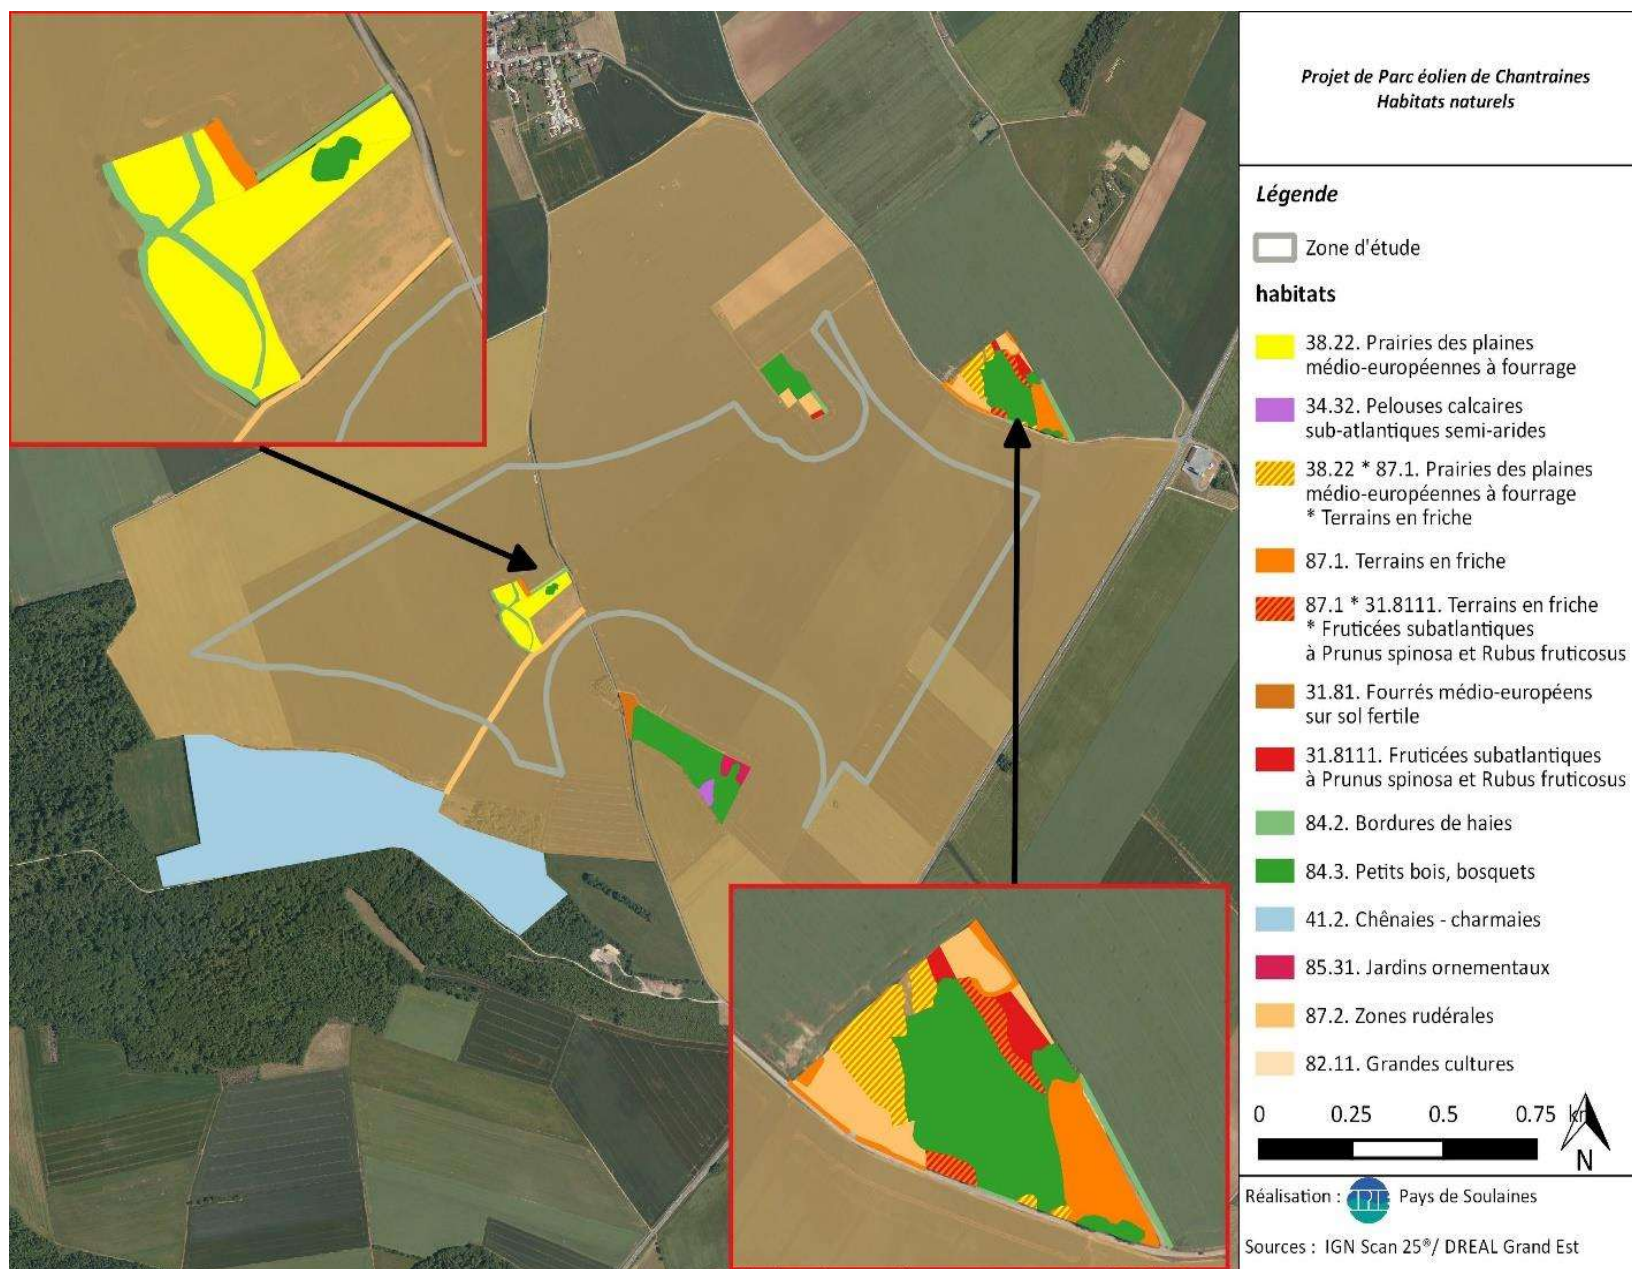 Projet de Parc éolien de Chantraines
Habitats naturels
Légende
Zone d'étude
habitats
38.22. Prairies des plaines
médio-européennes à fourrage
34.32. Pelouses calcaires
sub-atlantiques semi-arides
38.22 * 87.1. Prairies des plaines
médio-européennes à fourrage
* Terrains en friche
87.1. Terrains en friche
87.1 * 31.8111. Terrains en friche
* Fruticées subatlantiques
à Prunus spinosa et Rubus fruticosus
31.81. Fourrés médio-européens
sur sol fertile
31.8111. Fruticées subatlantiques
à Prunus spinosa et Rubus fruticosus
84.2. Bordures de haies
84.3. Petits bois, bosquets
41.2. Chênaies - charmaies
85.31. Jardins ornementaux
87.2. Zones rudérales
82.11. Grandes cultures
0 0.25 0.5 0.75 km
N
Réalisation : CPIE Pays de Soulaines
Sources : IGN Scan 25®/ DREAL Grand Est